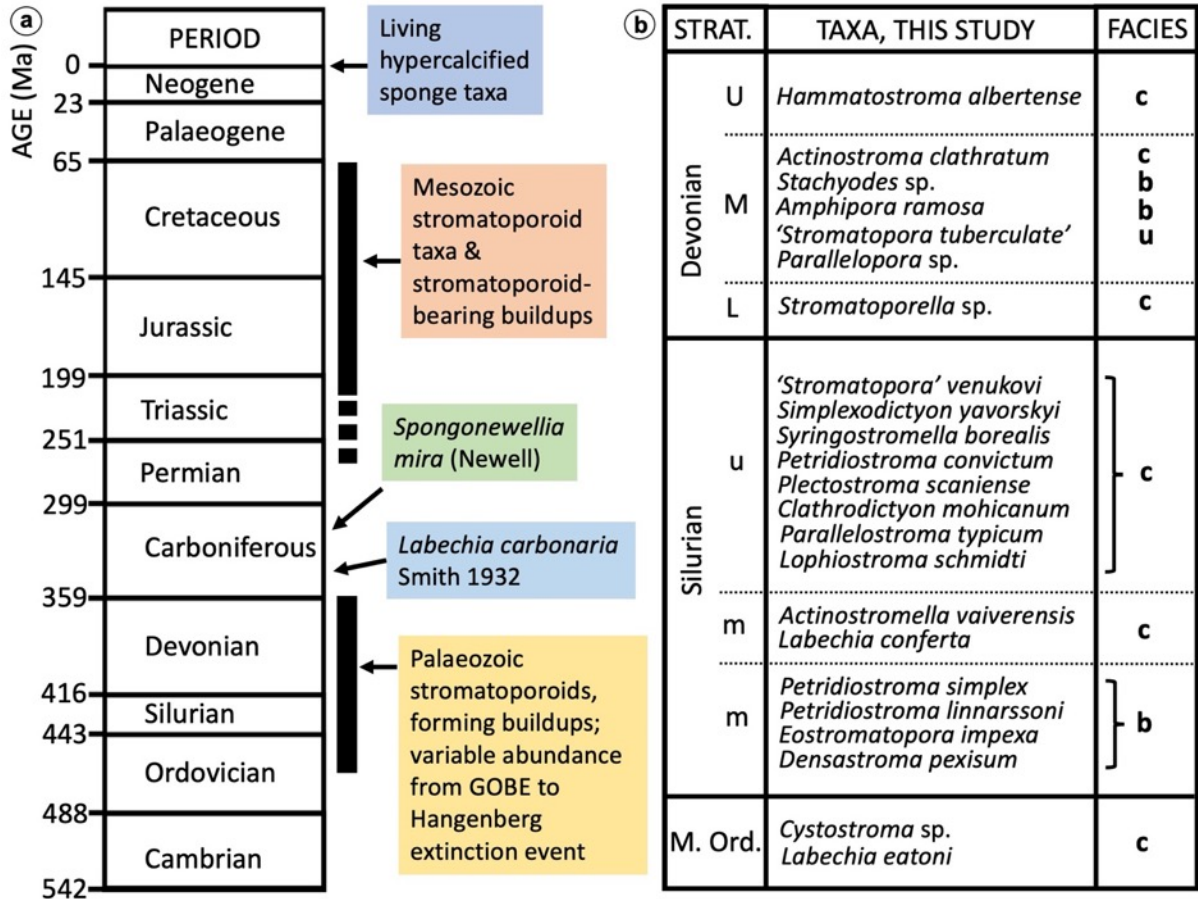 a
AGE (Ma)
PERIOD
0
Neogene
23
Palaeogene
65
Cretaceous
145
Jurassic
199
Triassic
251
Permian
299
Carboniferous
359
Devonian
416
Silurian
443
Ordovician
488
Cambrian
542
Living
hypercalcified
sponge taxa
Mesozoic
stromatoporoid
taxa &
stromatoporoid-
bearing buildups
Spongonewellia
mira (Newell)
Labechia carbonaria
Smith 1932
Palaeozoic
stromatoporoids,
forming buildups;
variable abundance
from GOBE to
Hangenberg
extinction event
b
STRAT. TAXA, THIS STUDY FACIES
Devonian
U Hammatostroma albertense c
Actinostroma clathratum c
Stachyodes sp. b
M Amphipora ramosa b
‘Stromatopora tuberculate’ u
Parallelopora sp.
L Stromatoporella sp. c
Silurian
‘Stromatopora’ venukovi
Simplexodictyon yavorskyi
Syringostromella borealis
u Petridiostroma convictum c
Plectostroma scaniense
Clathrodictyon mohicanum
Parallelostroma typicum
Lophiostroma schmidti
m Actinostromella vaiverensis c
Labechia conferta
Petridiostroma simplex
m Petridiostroma linnarssoni b
Eostromatopora impexa
Densastroma pexisum
M. Ord. Cystostroma sp. c
Labechia eatoni